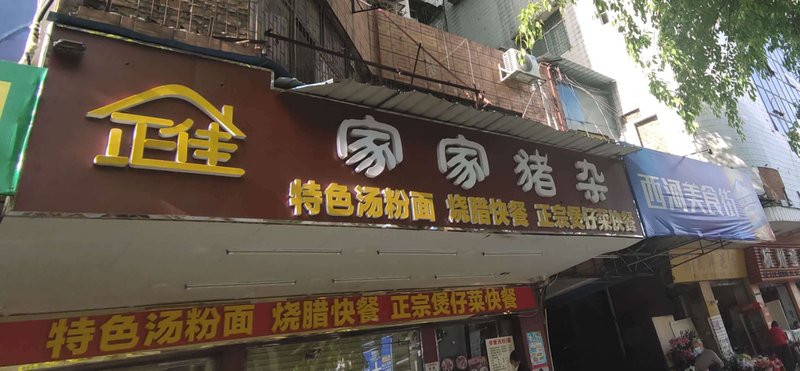 正佳
家家猪杂
特色汤粉面 烧腊快餐 正宗煲仔菜快餐
西河美食街
特色汤粉面 烧腊快餐 正宗煲仔菜快餐